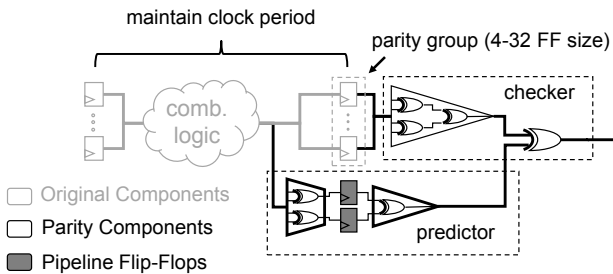 maintain clock period
parity group (4-32 FF size)
checker
comb.
logic
Original Components
Parity Components
predictor
Pipeline Flip-Flops